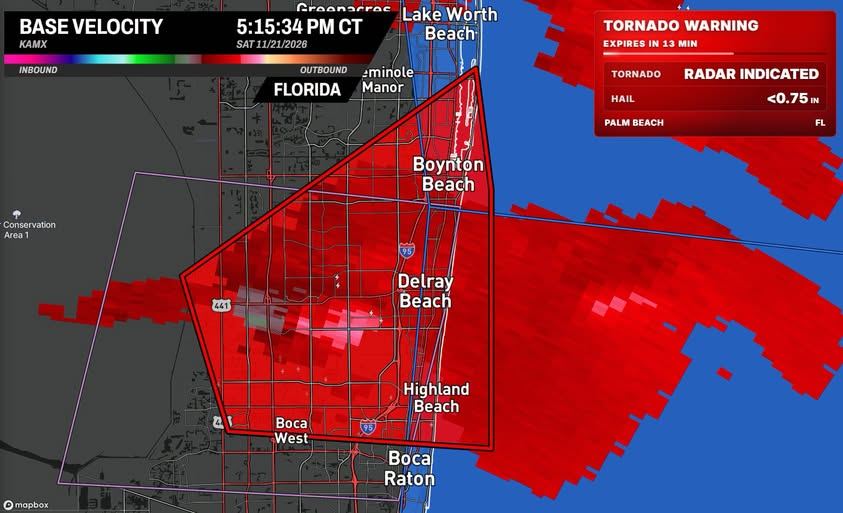 BASE VELOCITY
5:15:34 PM CT
KAMX
SAT 11/21/2026
INBOUND
OUTBOUND
FLORIDA
TORNADO WARNING
EXPIRES IN 13 MIN
TORNADO
RADAR INDICATED
HAIL
<0.75 IN
PALM BEACH
FL
Greenacres
Lake Worth
Beach
eminole
Manor
Boynton
Beach
Conservation
Area 1
95
Delray
Beach
441
Highland
Beach
Boca
West
95
Boca
Raton
mapbox